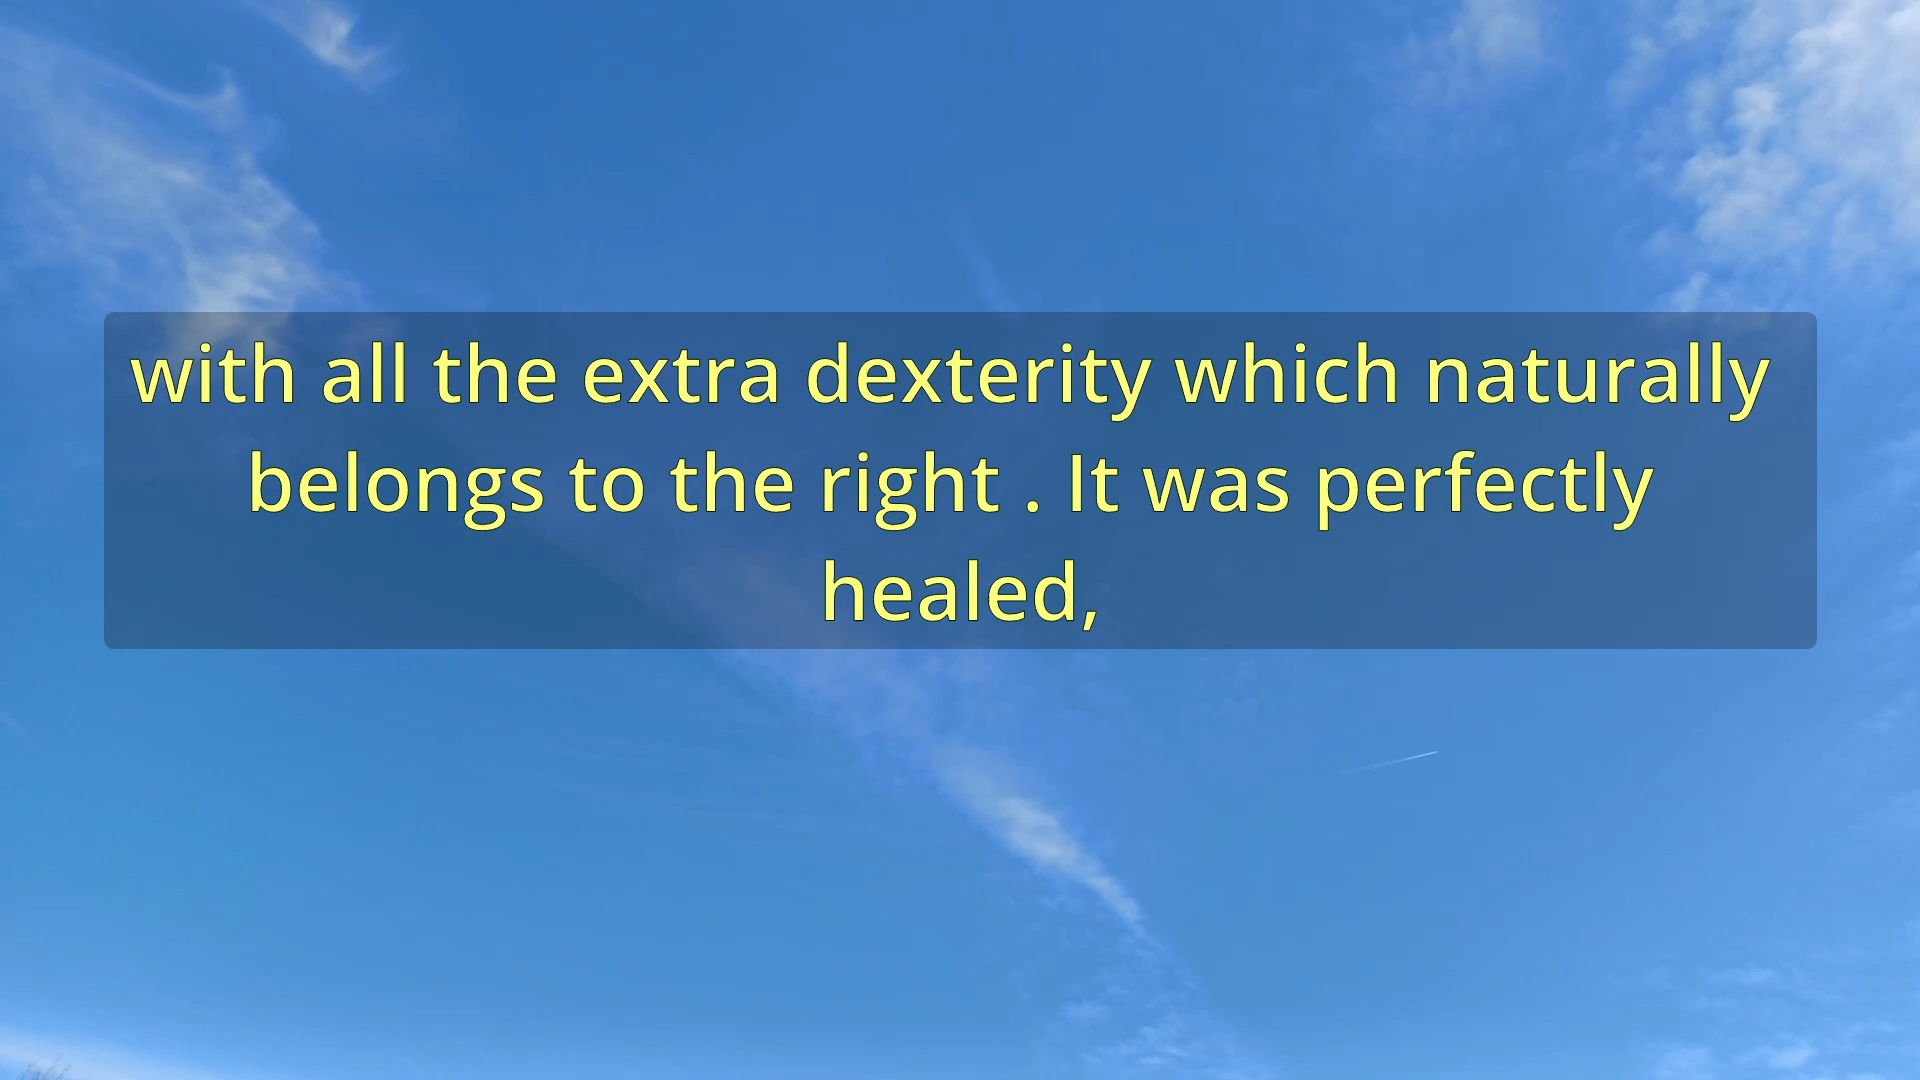 with all the extra dexterity which naturally
belongs to the right . It was perfectly
healed,